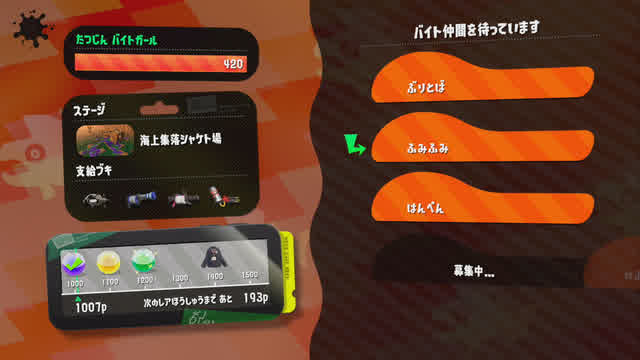 たつじん バイトガール
420
ステージ
海上集落シャケト場
支給ブキ
1000 1100 1200 1300 1400 1500
1007p 次のレアほうしゅうまで あと 193p
バイト仲間を待っています
ぶりとぼ
ふみふみ
はんぺん
募集中...